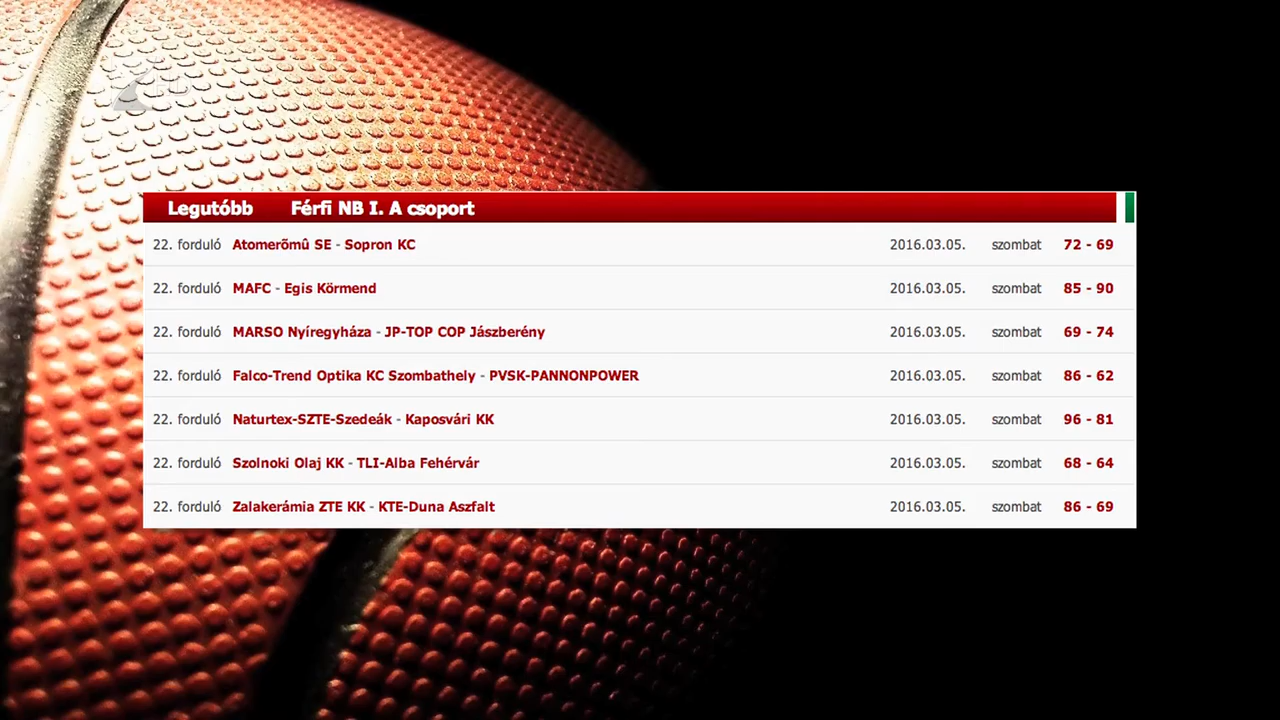 Legutóbb Férfi NB I. A csoport
22. forduló Atomerõmû SE - Sopron KC 2016.03.05. szombat 72 - 69
22. forduló MAFC - Egis Körmend 2016.03.05. szombat 85 - 90
22. forduló MARSO Nyíregyháza - JP-TOP COP Jászberény 2016.03.05. szombat 69 - 74
22. forduló Falco-Trend Optika KC Szombathely - PVSK-PANNONPOWER 2016.03.05. szombat 86 - 62
22. forduló Naturtex-SZTE-Szedeák - Kaposvári KK 2016.03.05. szombat 96 - 81
22. forduló Szolnoki Olaj KK - TLI-Alba Fehérvár 2016.03.05. szombat 68 - 64
22. forduló Zalakerámia ZTE KK - KTE-Duna Aszfalt 2016.03.05. szombat 86 - 69